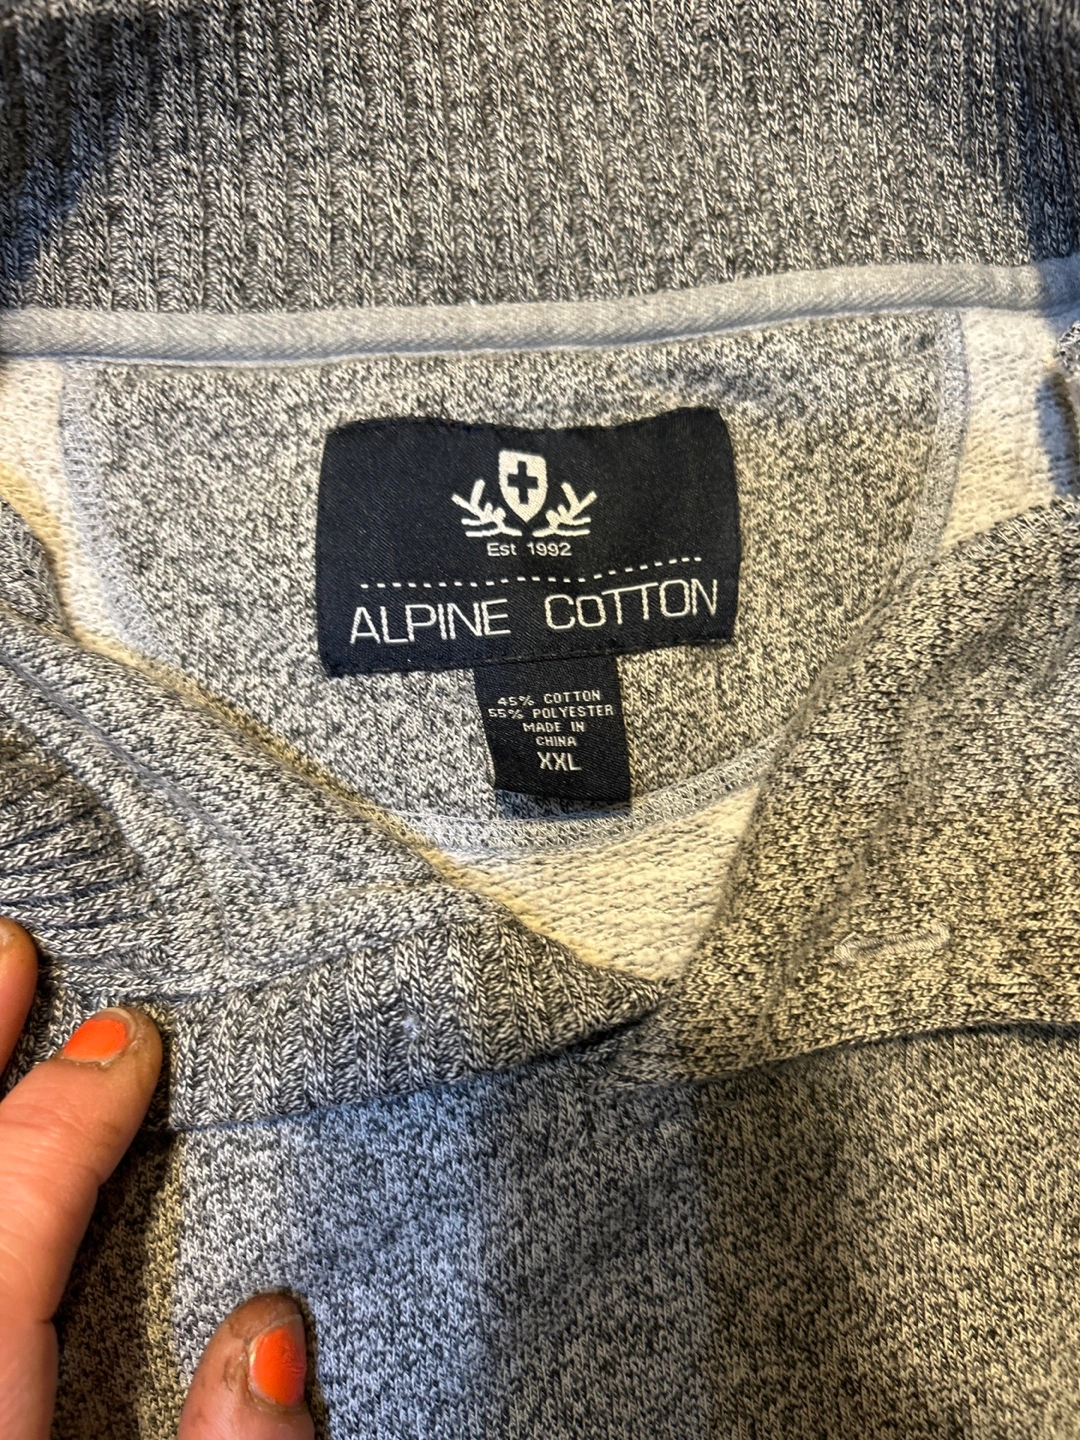 Est 1992
ALPINE COTTON
45% COTTON
55% POLYESTER
MADE IN
CHINA
XXL